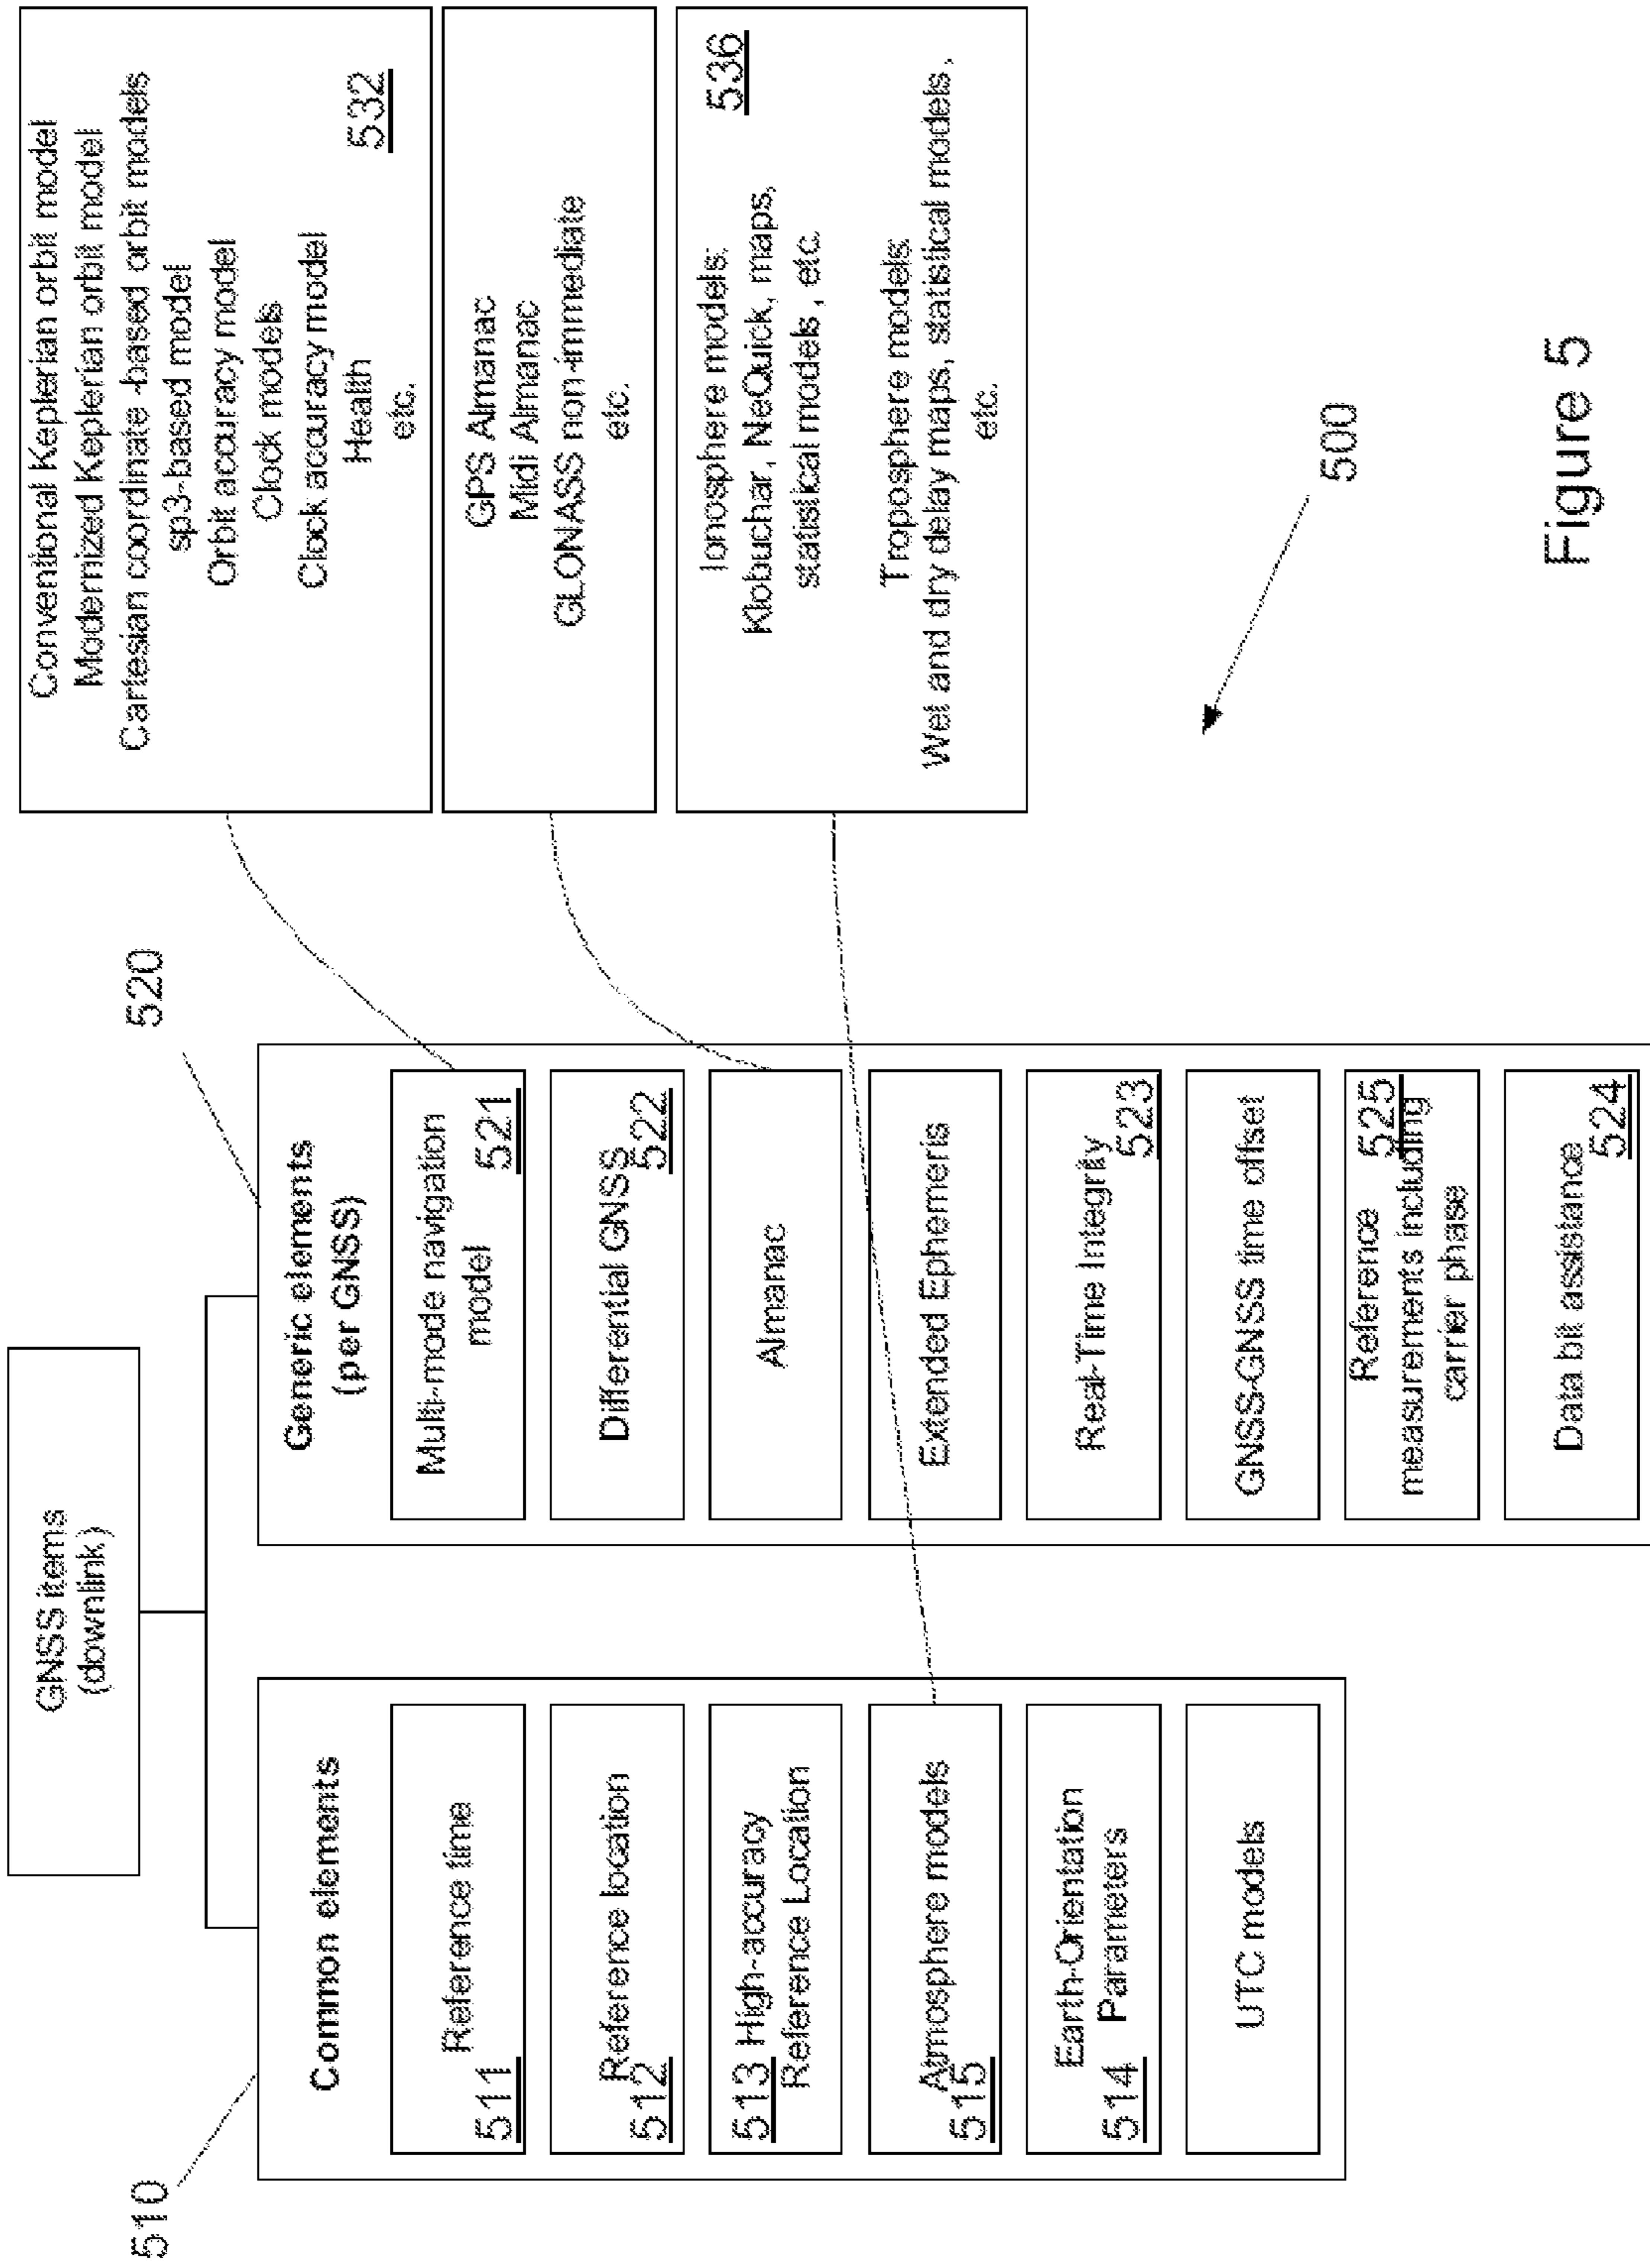 GNSS items
(downlink)
510
Common elements
Reference time
511
Reference location
512
513 High-accuracy
Reference Location
Atmosphere models
515
Earth-Orientation
514 Parameters
UTC models
520
Generic elements
(per GNSS)
Multi-mode navigation
model 521
Differential GNSS
522
Almanac
Extended Ephemeris
Real-Time Integrity
523
GNSS-GNSS time offset
Reference 525
measurements including
carrier phase
Data bit assistance
524
Conventional Keplerian orbit model
Modernized Keplerian orbit model
Cartesian coordinate -based orbit models
sp3-based model
Orbit accuracy model
Clock models
Clock accuracy model
Health
532
etc.
GPS Almanac
Midi Almanac
GLONASS non-immediate
etc.
Ionosphere models:
536
Klobuchar, NeQuick, maps,
statistical models , etc.
Troposphere models:
Wet and dry delay maps, statistical models ,
etc.
500
Figure 5